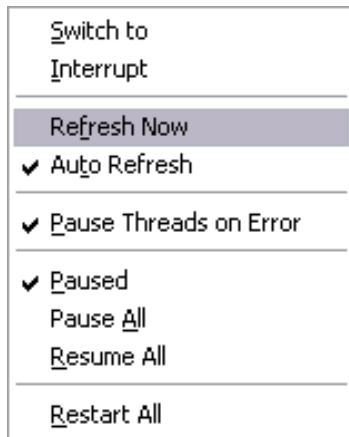 Switch to
Interrupt
Refresh Now
Auto Refresh
Pause Threads on Error
Paused
Pause All
Resume All
Restart All